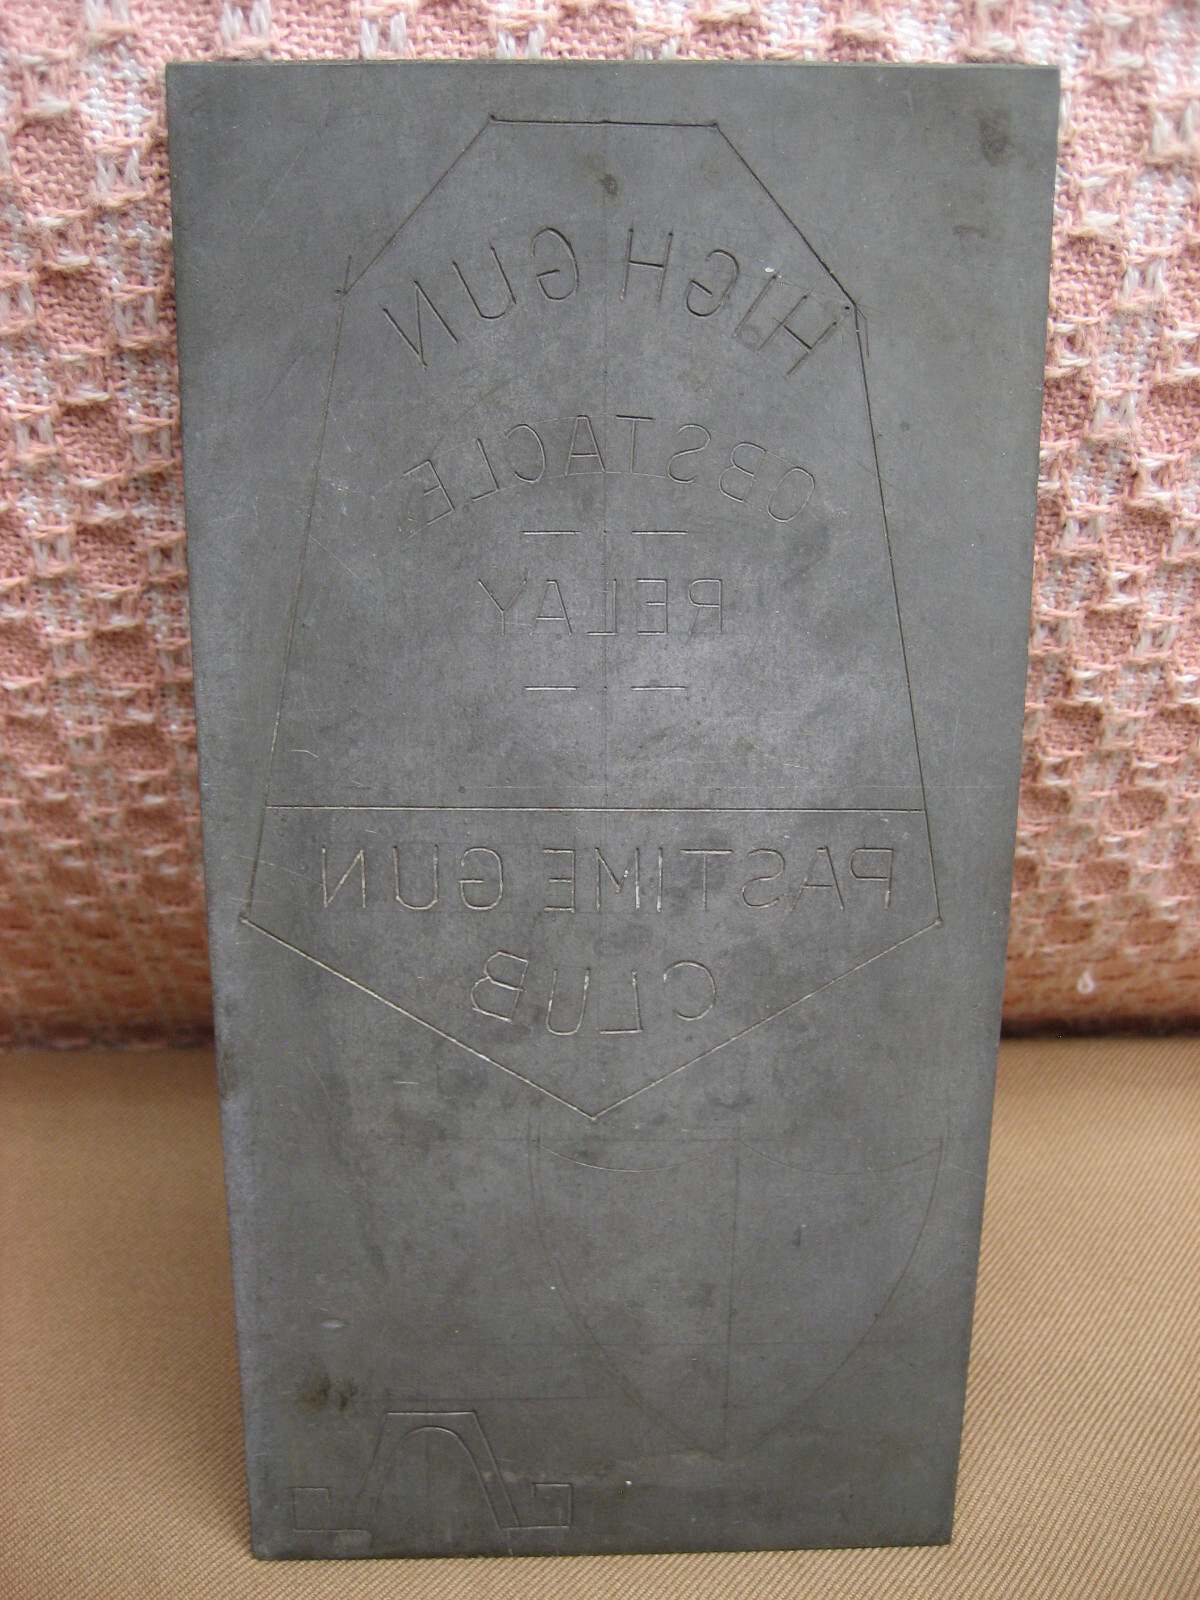 HIGH GUN
OBSTACLE
RELAY
PASTIME GUN
CLUB